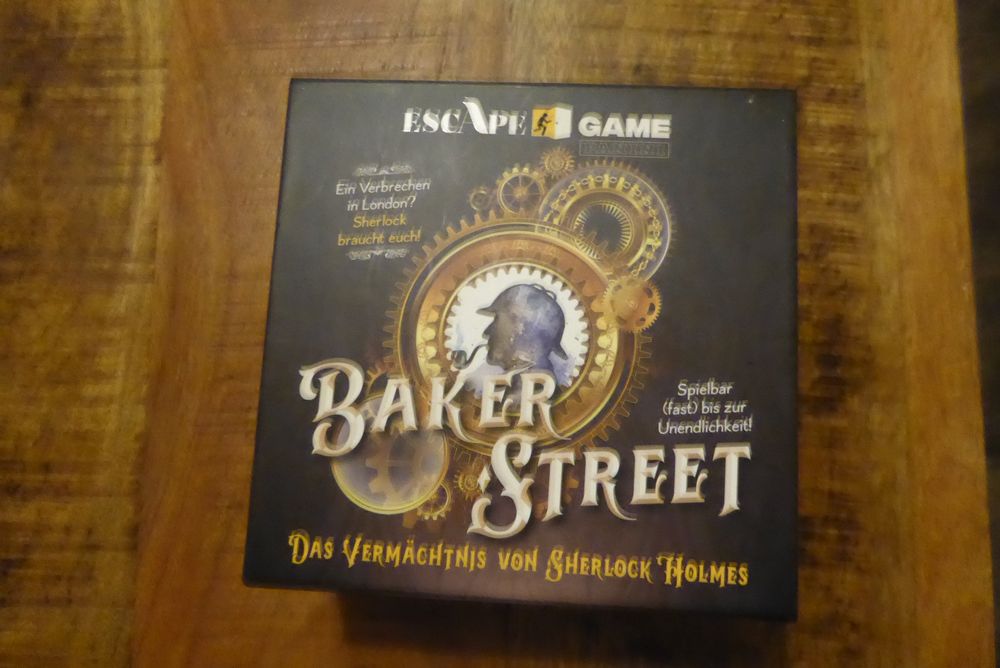 ESCAPE GAME
Ein Verbrechen
in London?
Sherlock
braucht euch!
BAKER
STREET
Spielbar
(fast) bis zur
Unendlichkeit!
DAS VERMÄCHTNIS VON SHERLOCK HOLMES